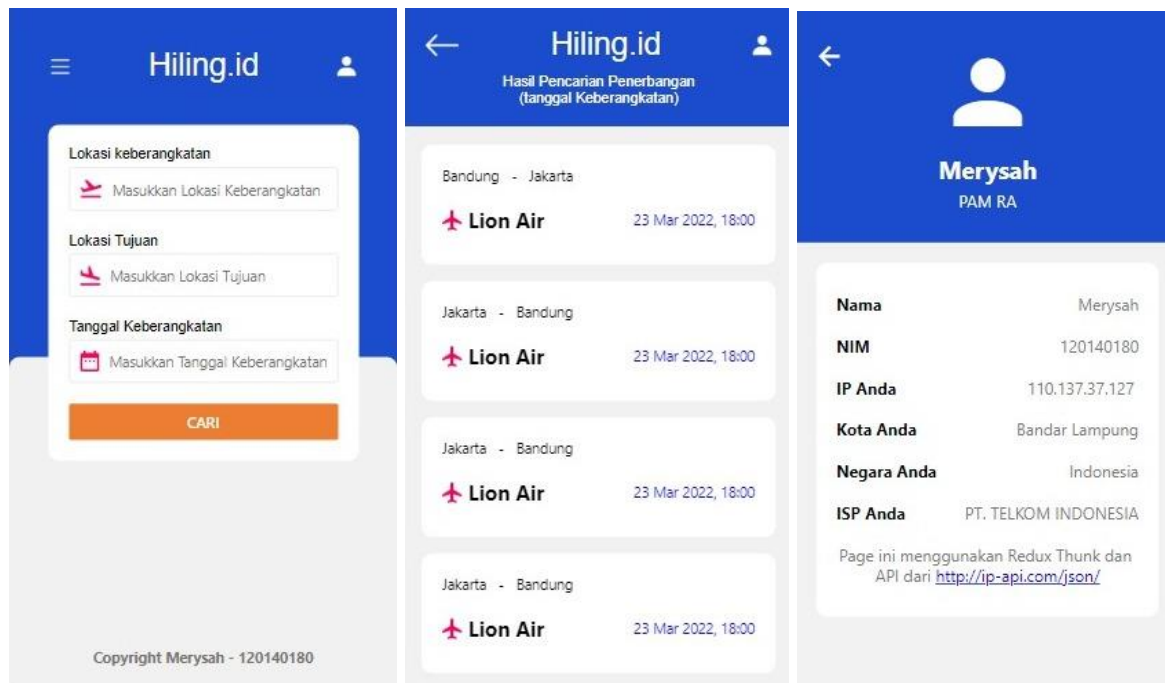 Hiling.id
Lokasi keberangkatan
Masukkan Lokasi Keberangkatan
Lokasi Tujuan
Masukkan Lokasi Tujuan
Tanggal Keberangkatan
Masukkan Tanggal Keberangkatan
CARI
Copyright Merysah - 120140180
Hiling.id
Hasil Pencarian Penerbangan
(tanggal Keberangkatan)
Bandung - Jakarta
Lion Air 23 Mar 2022, 18:00
Jakarta - Bandung
Lion Air 23 Mar 2022, 18:00
Jakarta - Bandung
Lion Air 23 Mar 2022, 18:00
Jakarta - Bandung
Lion Air 23 Mar 2022, 18:00
Merysah
PAM RA
Nama Merysah
NIM 120140180
IP Anda 110.137.37.127
Kota Anda Bandar Lampung
Negara Anda Indonesia
ISP Anda PT. TELKOM INDONESIA
Page ini menggunakan Redux Thunk dan
API dari http://ip-api.com/json/